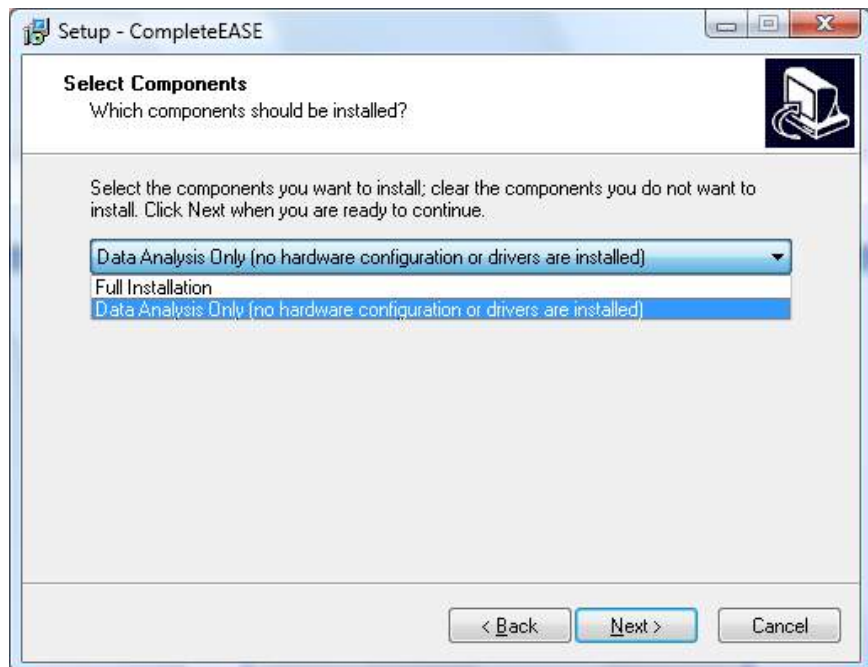 Setup - CompleteEASE
Select Components
Which components should be installed?
Select the components you want to install; clear the components you do not want to
install. Click Next when you are ready to continue.
Data Analysis Only (no hardware configuration or drivers are installed)
Full Installation
Data Analysis Only (no hardware configuration or drivers are installed)
< Back
Next >
Cancel